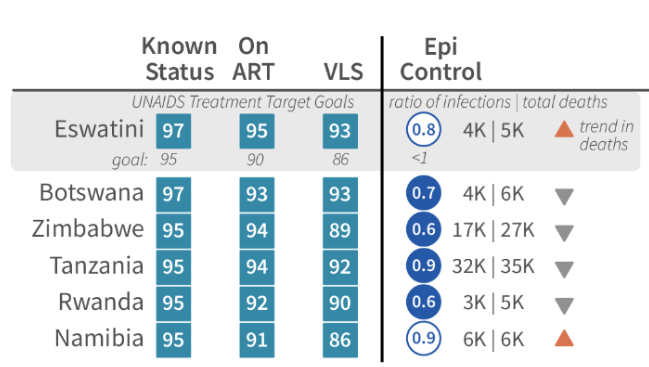 Known On Epi
Status ART VLS Control
UNAIDS Treatment Target Goals ratio of infections | total deaths
Eswatini 97 95 93 0.8 4K | 5K trend in
deaths
goal: 95 90 86 <1
Botswana 97 93 93 0.7 4K | 6K
Zimbabwe 95 94 89 0.6 17K | 27K
Tanzania 95 94 92 0.9 32K | 35K
Rwanda 95 92 90 0.6 3K | 5K
Namibia 95 91 86 0.9 6K | 6K